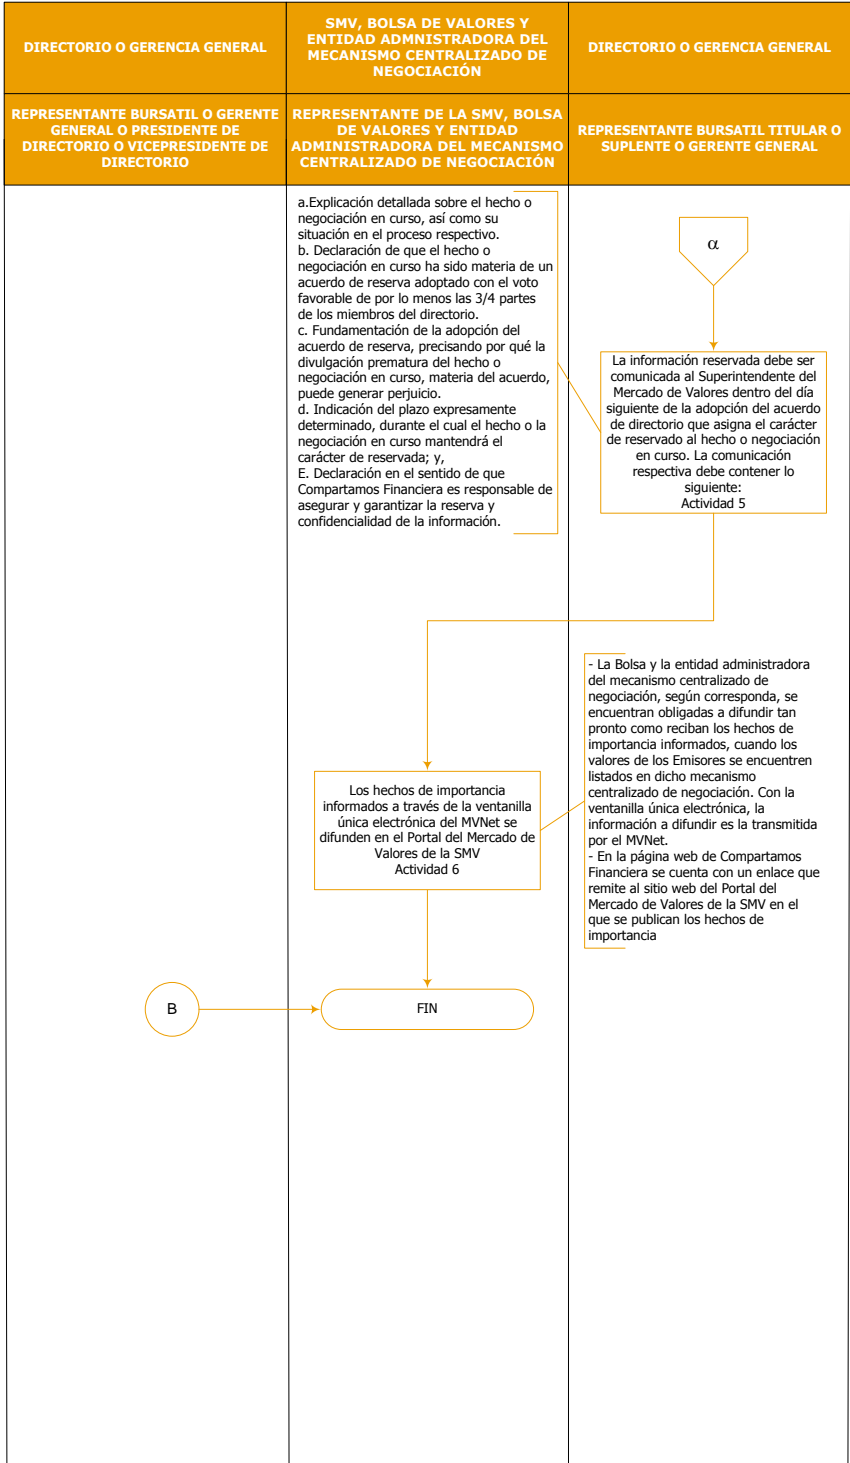 DIRECTORIO O GERENCIA GENERAL
SMV, BOLSA DE VALORES Y
ENTIDAD ADMNISTRADORA DEL
MECANISMO CENTRALIZADO DE
NEGOCIACIÓN
DIRECTORIO O GERENCIA GENERAL
REPRESENTANTE BURSATIL O GERENTE
GENERAL O PRESIDENTE DE
DIRECTORIO O VICEPRESIDENTE DE
DIRECTORIO
REPRESENTANTE DE LA SMV, BOLSA
DE VALORES Y ENTIDAD
ADMINISTRADORA DEL MECANISMO
CENTRALIZADO DE NEGOCIACIÓN
REPRESENTANTE BURSATIL TITULAR O
SUPLENTE O GERENTE GENERAL
a.Explicación detallada sobre el hecho o
negociación en curso, así como su
situación en el proceso respectivo.
b. Declaración de que el hecho o
negociación en curso ha sido materia de un
acuerdo de reserva adoptado con el voto
favorable de por lo menos las 3/4 partes
de los miembros del directorio.
c. Fundamentación de la adopción del
acuerdo de reserva, precisando por qué la
divulgación prematura del hecho o
negociación en curso, materia del acuerdo,
puede generar perjuicio.
d. Indicación del plazo expresamente
determinado, durante el cual el hecho o la
negociación en curso mantendrá el
carácter de reservada; y,
E. Declaración en el sentido de que
Compartamos Financiera es responsable de
asegurar y garantizar la reserva y
confidencialidad de la información.
α
La información reservada debe ser
comunicada al Superintendente del
Mercado de Valores dentro del día
siguiente de la adopción del acuerdo
de directorio que asigna el carácter
de reservado al hecho o negociación
en curso. La comunicación
respectiva debe contener lo
siguiente:
Actividad 5
- La Bolsa y la entidad administradora
del mecanismo centralizado de
negociación, según corresponda, se
encuentran obligadas a difundir tan
pronto como reciban los hechos de
importancia informados, cuando los
valores de los Emisores se encuentren
listados en dicho mecanismo
centralizado de negociación. Con la
ventanilla única electrónica, la
información a difundir es la transmitida
por el MVNet.
- En la página web de Compartamos
Financiera se cuenta con un enlace que
remite al sitio web del Portal del
Mercado de Valores de la SMV en el
que se publican los hechos de
importancia
Los hechos de importancia
informados a través de la ventanilla
única electrónica del MVNet se
difunden en el Portal del Mercado de
Valores de la SMV
Actividad 6
B
FIN